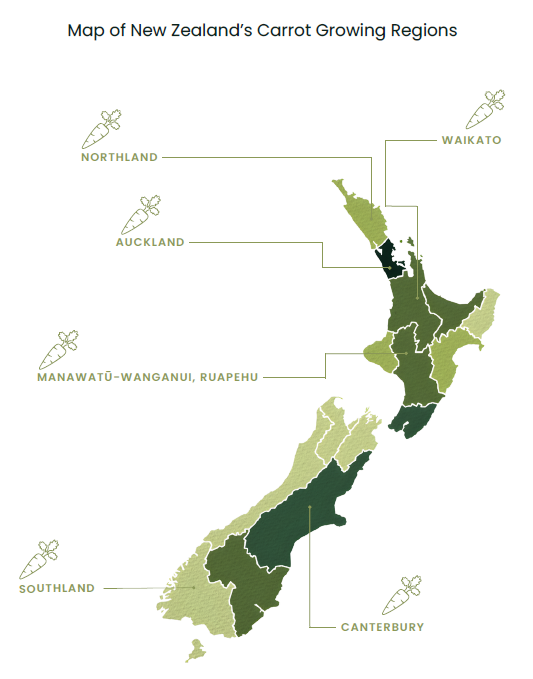 Map of New Zealand’s Carrot Growing Regions
WAIKATO
NORTHLAND
AUCKLAND
MANAWATŪ-WANGANUI, RUAPEHU
SOUTHLAND
CANTERBURY